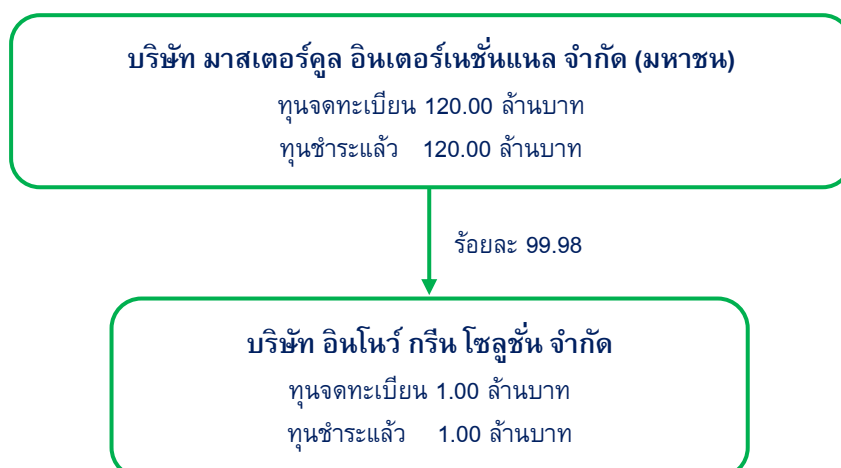 บริษัท มาสเตอร์คูล อินเตอร์เนชั่นแนล จำกัด (มหาชน)
ทุนจดทะเบียน 120.00 ล้านบาท
ทุนชำระแล้ว 120.00 ล้านบาท
ร้อยละ 99.98
บริษัท อินโนว์ กรีน โซลูชั่น จำกัด
ทุนจดทะเบียน 1.00 ล้านบาท
ทุนชำระแล้ว 1.00 ล้านบาท